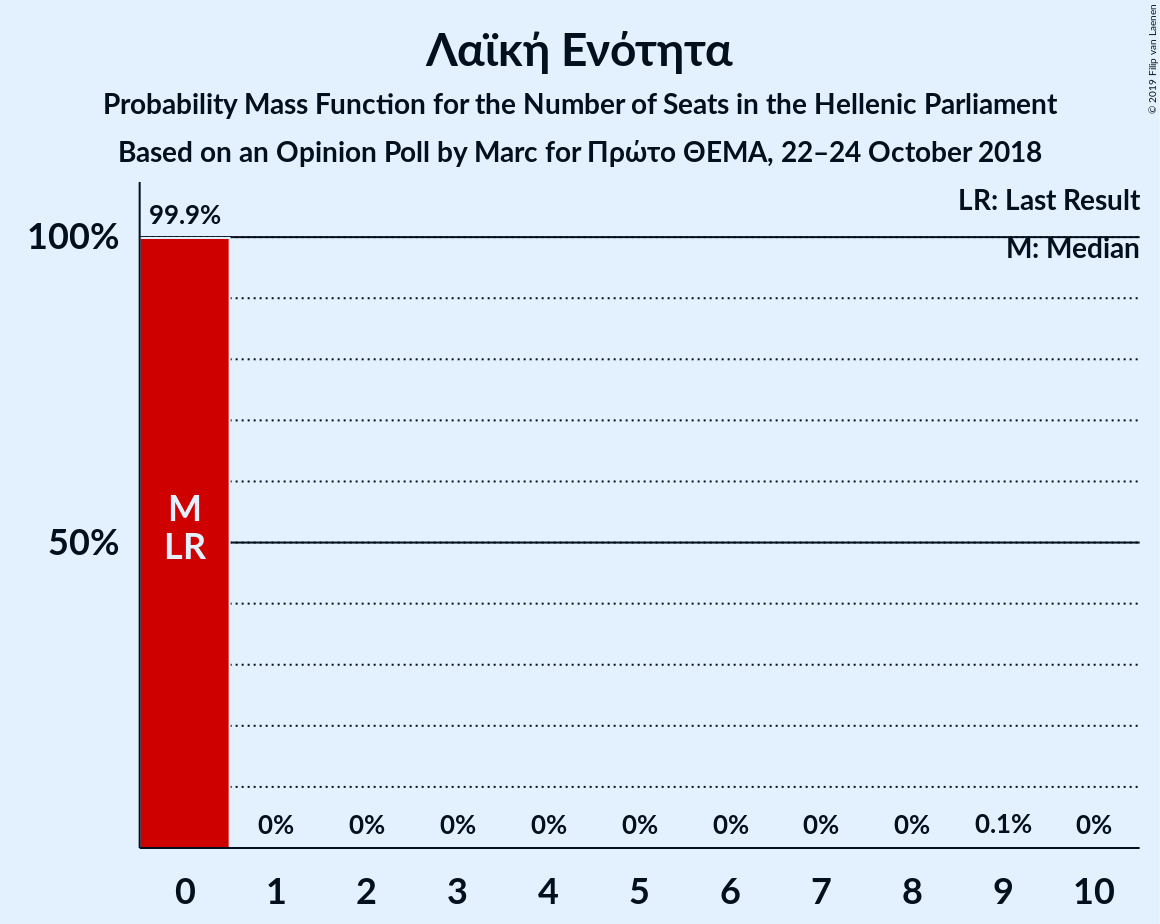 Λαϊκή Ενότητα
Probability Mass Function for the Number of Seats in the Hellenic Parliament
Based on an Opinion Poll by Marc for Πρώτο ΘΕΜΑ, 22–24 October 2018
© 2019 Filip van Laenen
LR: Last Result
M: Median
99.9%
100%
50%
M
LR
0% 0% 0% 0% 0% 0% 0% 0% 0.1% 0%
0 1 2 3 4 5 6 7 8 9 10